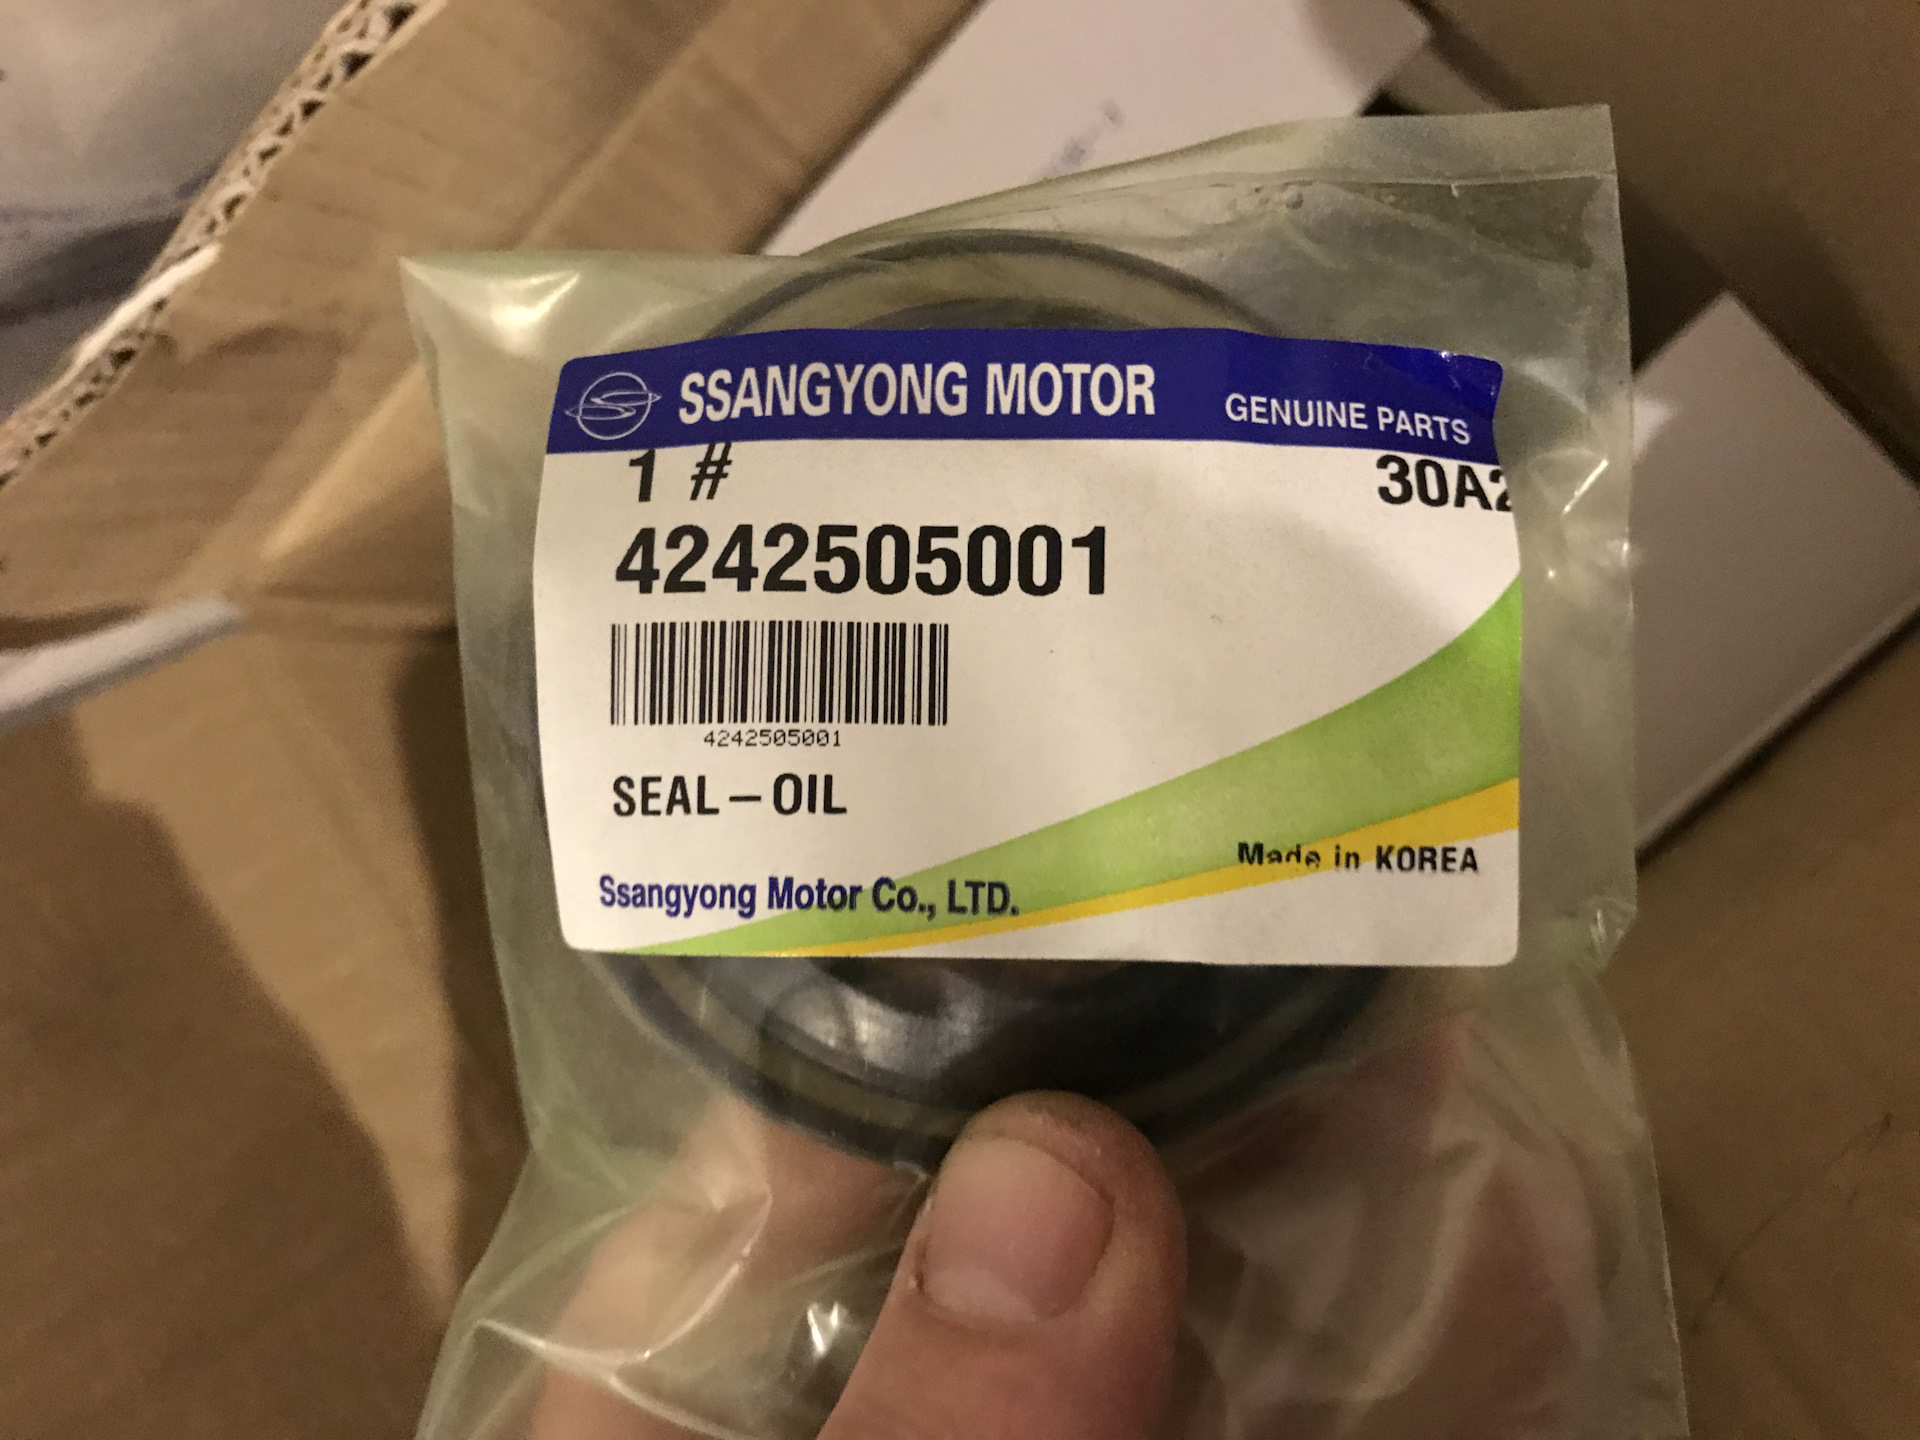 SSANGYONG MOTOR GENUINE PARTS
1 # 30A2
4242505001
4242505001
SEAL-OIL
Made in KOREA
Ssangyong Motor Co., LTD.